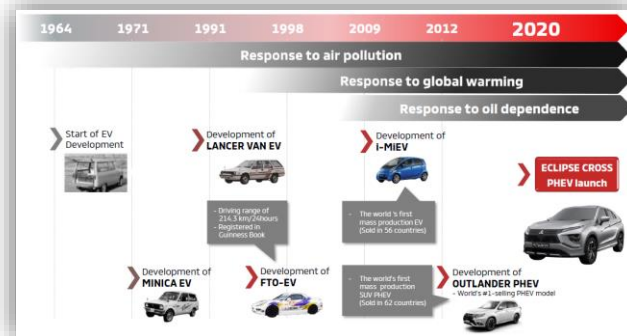 1964 1971 1991 1998 2009 2012 2020
Response to air pollution
Response to global warming
Response to oil dependence
Start of EV
Development
Development of
LANCER VAN EV
Development of
i-MiEV
ECLIPSE CROSS
PHEV launch
- Driving range of
214.3 km/24hours
- Registered in
Guinness Book
- The world's first
mass production EV
(Sold in 56 countries)
Development of
MINICA EV
Development of
FTO-EV
- The world's first
mass production
SUV PHEV
(Sold in 62 countries)
Development of
OUTLANDER PHEV
- World's #1-selling PHEV model